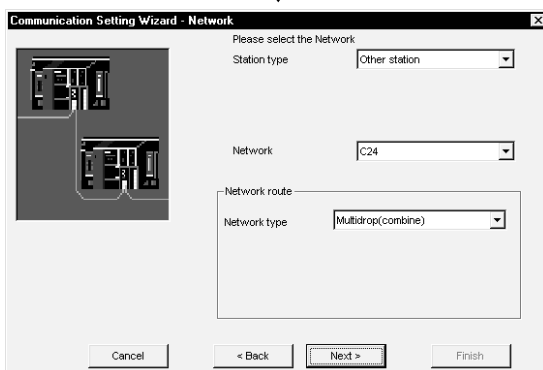 Communication Setting Wizard - Network
Please select the Network
Station type Other station
Network C24
Network route
Network type Multidrop(combine)
Cancel < Back Next > Finish